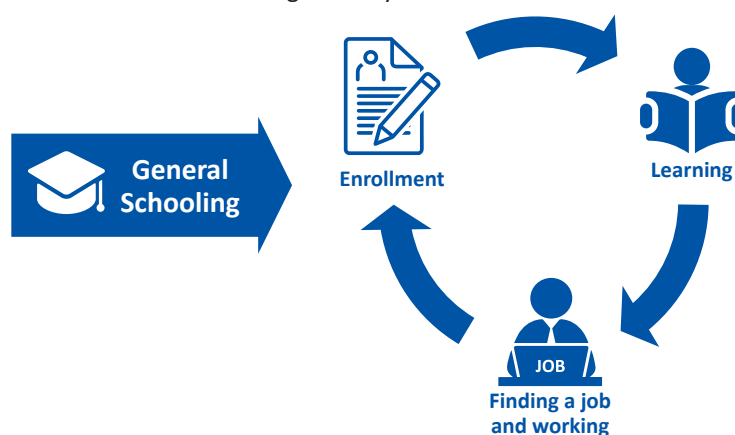 General
Schooling
Enrollment
Learning
JOB
Finding a job
and working